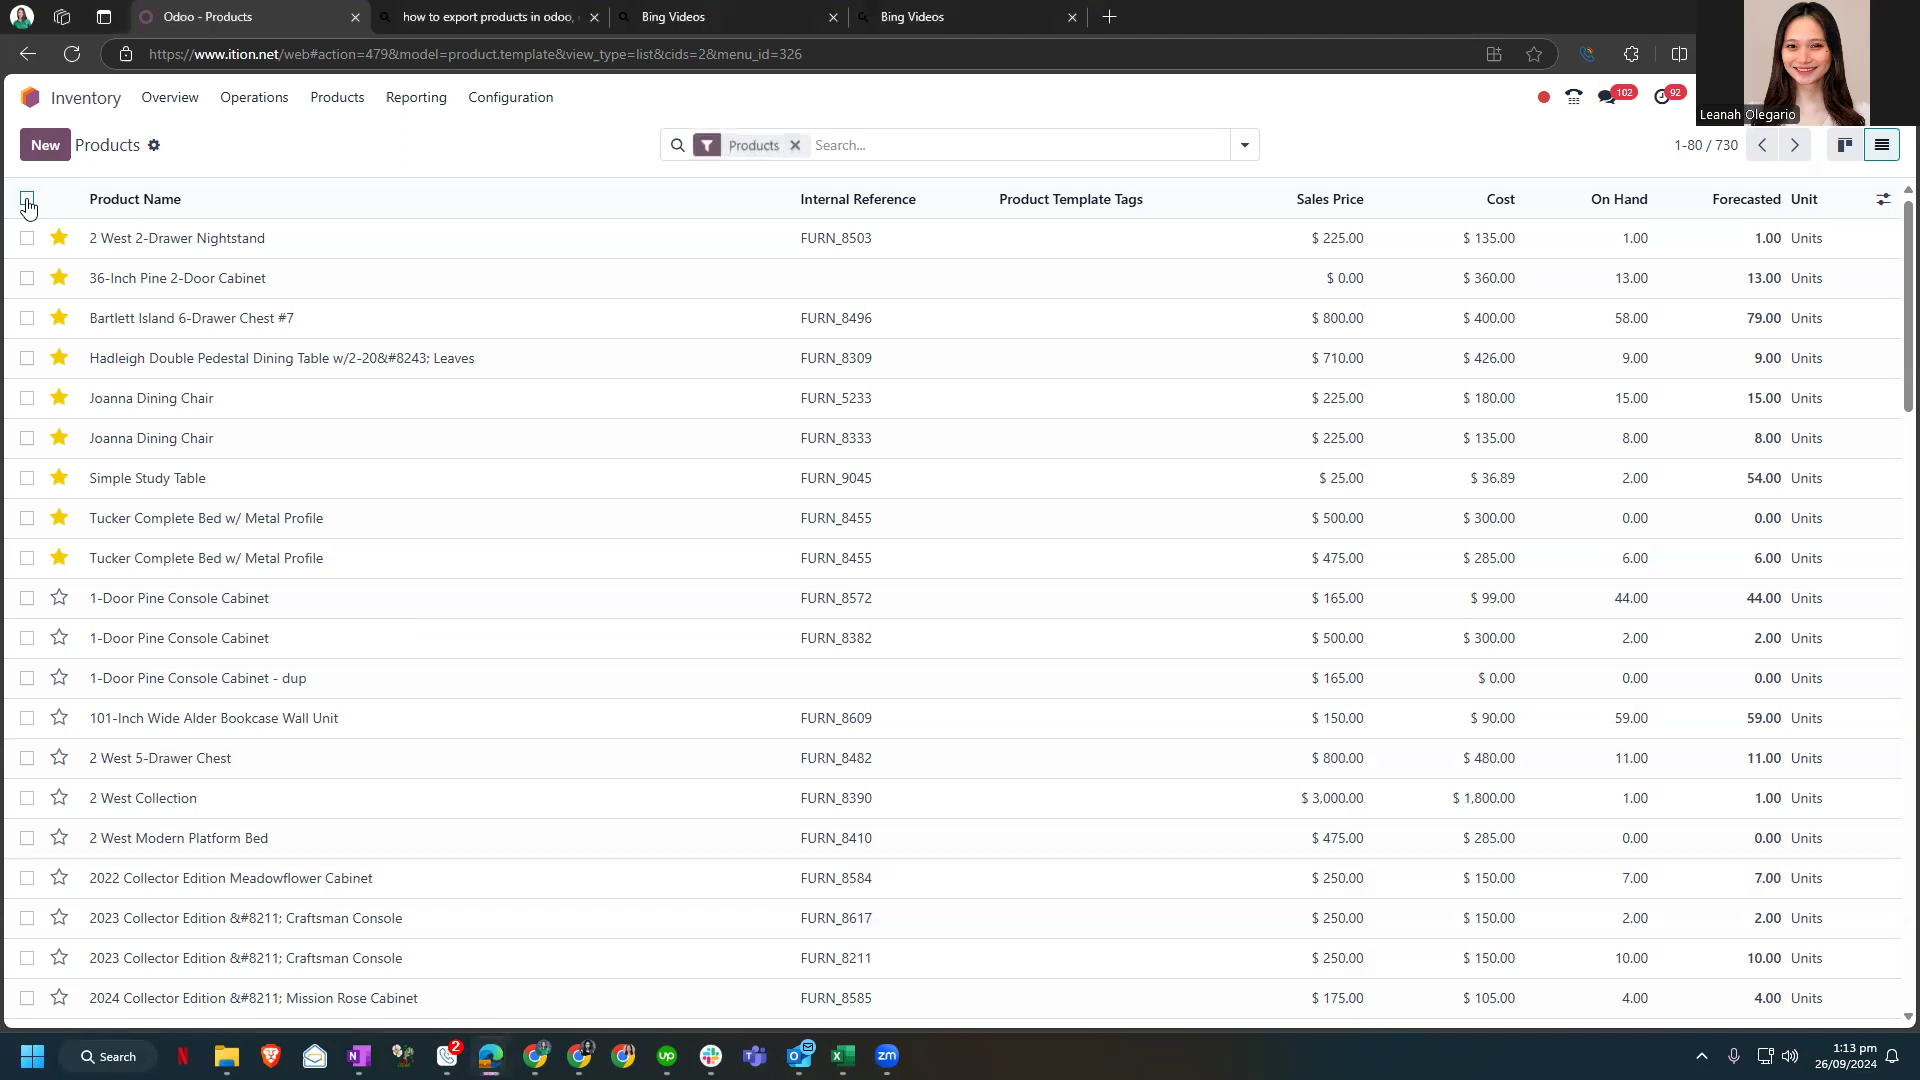 Odoo - Products
how to export products in odoo,
Bing Videos
Bing Videos
https://www.ition.net/web#action=479&model=product.template&view_type=list&cids=2&menu_id=326
Inventory Overview Operations Products Reporting Configuration
102
92
Leanah Olegario
New Products
Products
Search...
1-80 / 730
Product Name Internal Reference Product Template Tags Sales Price Cost On Hand Forecasted Unit
2 West 2-Drawer Nightstand FURN_8503 $ 225.00 $ 135.00 1.00 1.00 Units
36-Inch Pine 2-Door Cabinet $ 0.00 $ 360.00 13.00 13.00 Units
Bartlett Island 6-Drawer Chest #7 FURN_8496 $ 800.00 $ 400.00 58.00 79.00 Units
Hadleigh Double Pedestal Dining Table w/2-20&#8243; Leaves FURN_8309 $ 710.00 $ 426.00 9.00 9.00 Units
Joanna Dining Chair FURN_5233 $ 225.00 $ 180.00 15.00 15.00 Units
Joanna Dining Chair FURN_8333 $ 225.00 $ 135.00 8.00 8.00 Units
Simple Study Table FURN_9045 $ 25.00 $ 36.89 2.00 54.00 Units
Tucker Complete Bed w/ Metal Profile FURN_8455 $ 500.00 $ 300.00 0.00 0.00 Units
Tucker Complete Bed w/ Metal Profile FURN_8455 $ 475.00 $ 285.00 6.00 6.00 Units
1-Door Pine Console Cabinet FURN_8572 $ 165.00 $ 99.00 44.00 44.00 Units
1-Door Pine Console Cabinet FURN_8382 $ 500.00 $ 300.00 2.00 2.00 Units
1-Door Pine Console Cabinet - dup $ 165.00 $ 0.00 0.00 0.00 Units
101-Inch Wide Alder Bookcase Wall Unit FURN_8609 $ 150.00 $ 90.00 59.00 59.00 Units
2 West 5-Drawer Chest FURN_8482 $ 800.00 $ 480.00 11.00 11.00 Units
2 West Collection FURN_8390 $ 3,000.00 $ 1,800.00 1.00 1.00 Units
2 West Modern Platform Bed FURN_8410 $ 475.00 $ 285.00 0.00 0.00 Units
2022 Collector Edition Meadowflower Cabinet FURN_8584 $ 250.00 $ 150.00 7.00 7.00 Units
2023 Collector Edition &#8211; Craftsman Console FURN_8617 $ 250.00 $ 150.00 2.00 2.00 Units
2023 Collector Edition &#8211; Craftsman Console FURN_8211 $ 250.00 $ 150.00 10.00 10.00 Units
2024 Collector Edition &#8211; Mission Rose Cabinet FURN_8585 $ 175.00 $ 105.00 4.00 4.00 Units
Search
2
zm
1:13 pm
26/09/2024